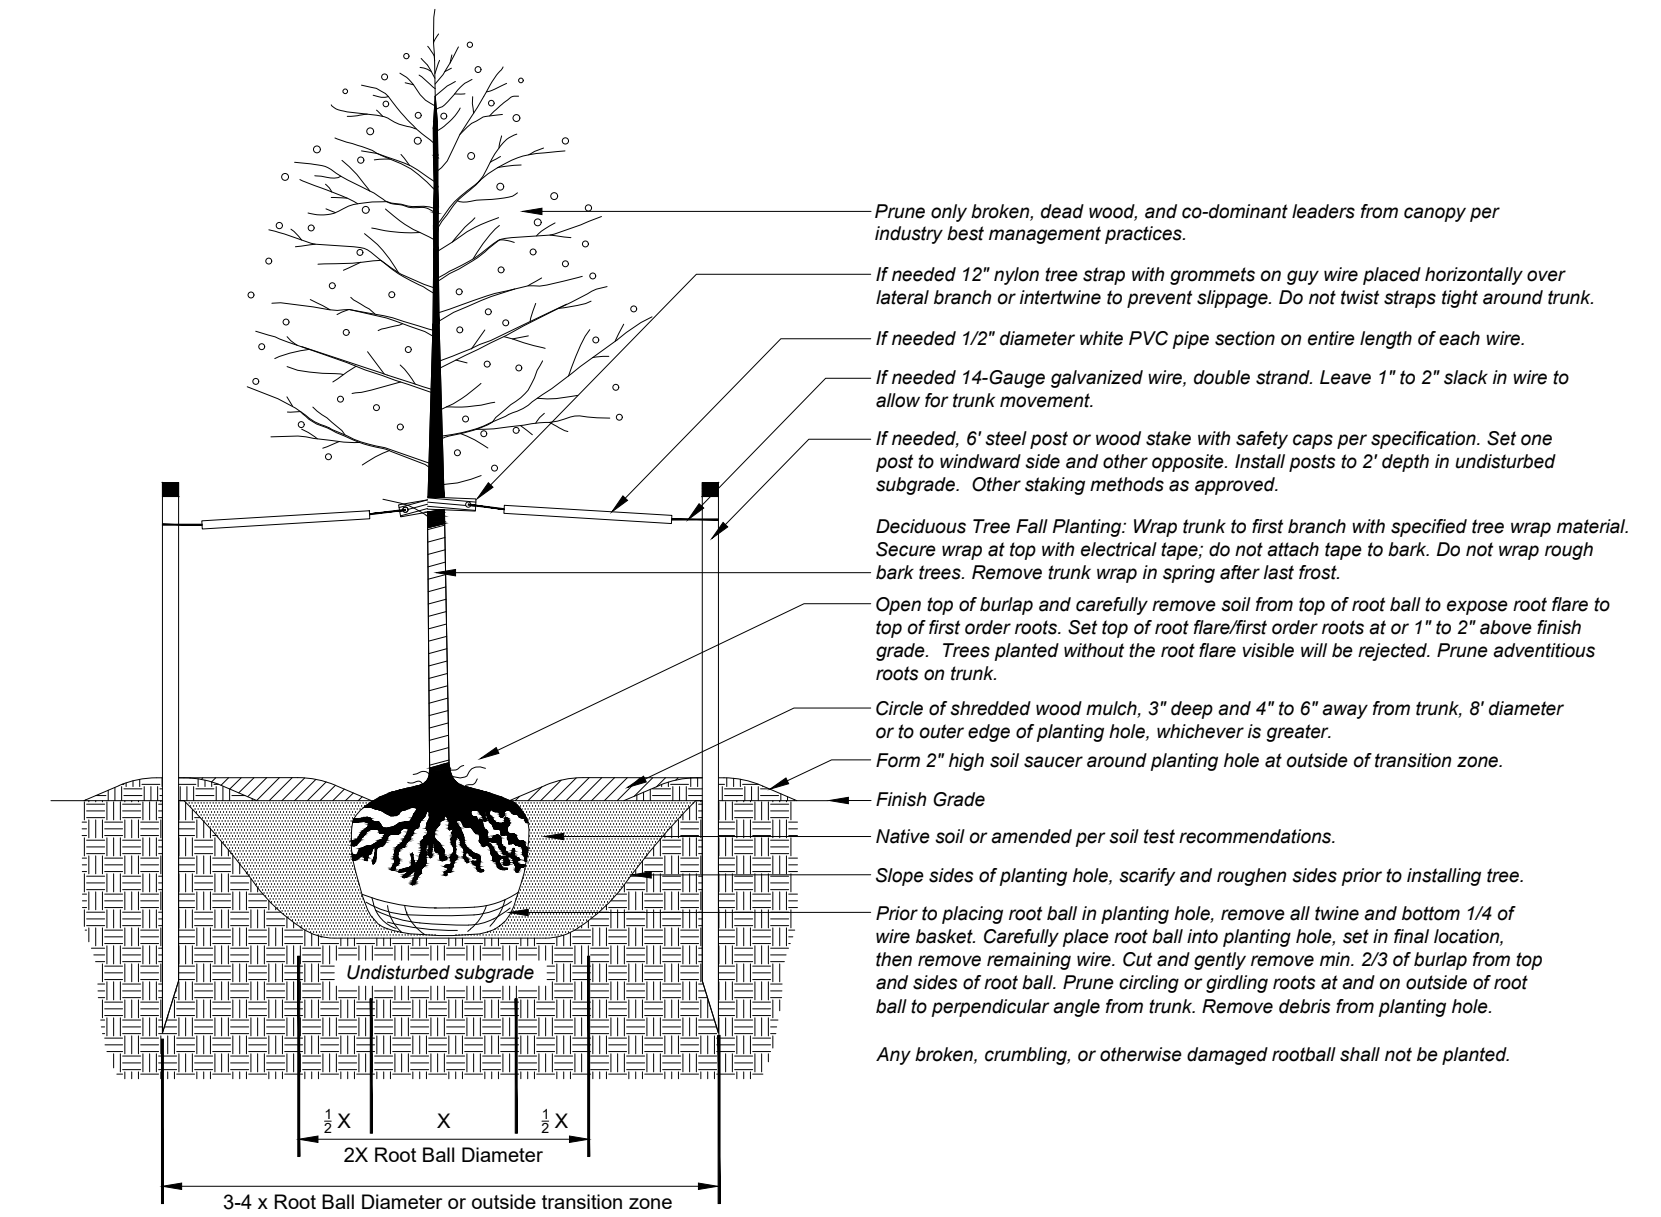 Prune only broken, dead wood, and co-dominant leaders from canopy per
industry best management practices.
If needed 12" nylon tree strap with grommets on guy wire placed horizontally over
lateral branch or intertwine to prevent slippage. Do not twist straps tight around trunk.
If needed 1/2" diameter white PVC pipe section on entire length of each wire.
If needed 14-Gauge galvanized wire, double strand. Leave 1" to 2" slack in wire to
allow for trunk movement.
If needed, 6' steel post or wood stake with safety caps per specification. Set one
post to windward side and other opposite. Install posts to 2' depth in undisturbed
subgrade.  Other staking methods as approved.
Deciduous Tree Fall Planting: Wrap trunk to first branch with specified tree wrap material.
Secure wrap at top with electrical tape; do not attach tape to bark. Do not wrap rough
bark trees. Remove trunk wrap in spring after last frost.
Open top of burlap and carefully remove soil from top of root ball to expose root flare to
top of first order roots. Set top of root flare/first order roots at or 1" to 2" above finish
grade.  Trees planted without the root flare visible will be rejected. Prune adventitious
roots on trunk.
Circle of shredded wood mulch, 3" deep and 4" to 6" away from trunk, 8' diameter
or to outer edge of planting hole, whichever is greater.
Form 2" high soil saucer around planting hole at outside of transition zone.
Finish Grade
Native soil or amended per soil test recommendations.
Slope sides of planting hole, scarify and roughen sides prior to installing tree.
Prior to placing root ball in planting hole, remove all twine and bottom 1/4 of
wire basket. Carefully place root ball into planting hole, set in final location,
then remove remaining wire. Cut and gently remove min. 2/3 of burlap from top
and sides of root ball. Prune circling or girdling roots at and on outside of root
ball to perpendicular angle from trunk. Remove debris from planting hole.
Any broken, crumbling, or otherwise damaged rootball shall not be planted.
Undisturbed subgrade
1/2 X X 1/2 X
2X Root Ball Diameter
3-4 x Root Ball Diameter or outside transition zone